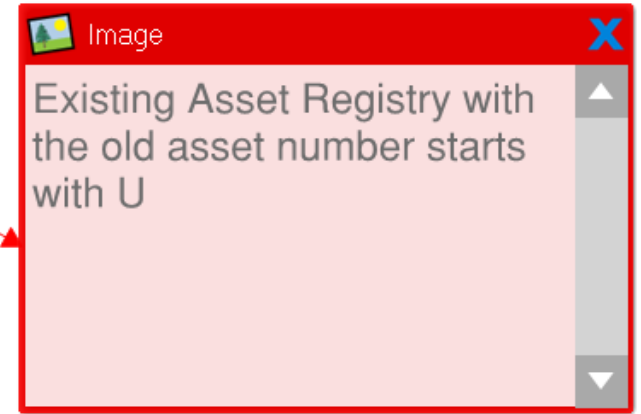 Image
Existing Asset Registry with
the old asset number starts
with U